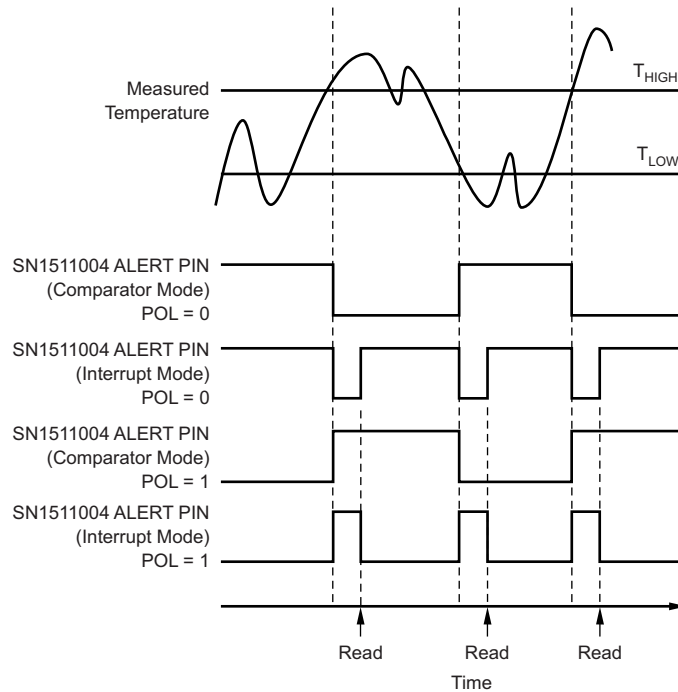 Measured
Temperature
THIGH
TLOW
SN1511004 ALERT PIN
(Comparator Mode)
POL = 0
SN1511004 ALERT PIN
(Interrupt Mode)
POL = 0
SN1511004 ALERT PIN
(Comparator Mode)
POL = 1
SN1511004 ALERT PIN
(Interrupt Mode)
POL = 1
Read Read Read
Time